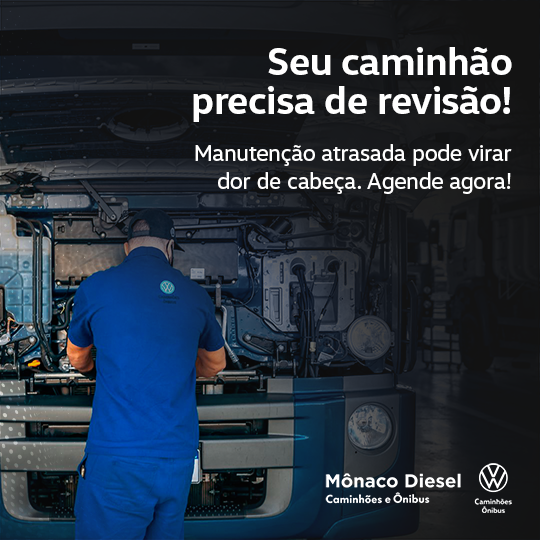 Seu caminhão
precisa de revisão!
Manutenção atrasada pode virar
dor de cabeça. Agende agora!
Mônaco Diesel
Caminhões e Ônibus
Caminhões
Ônibus